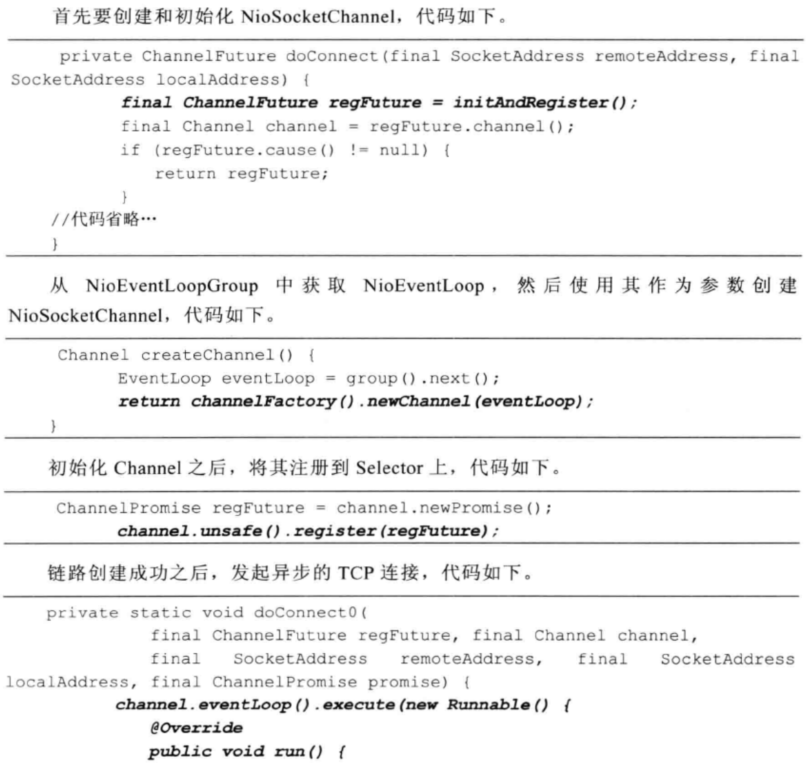 首先要创建和初始化 NioSocketChannel，代码如下。
private ChannelFuture doConnect(final SocketAddress remoteAddress, final
SocketAddress localAddress) {
final ChannelFuture regFuture = initAndRegister();
final Channel channel = regFuture.channel();
if (regFuture.cause() != null) {
return regFuture;
}
//代码省略…
}
从 NioEventLoopGroup 中获取 NioEventLoop，然后使用其作为参数创建
NioSocketChannel，代码如下。
Channel createChannel() {
EventLoop eventLoop = group().next();
return channelFactory().newChannel(eventLoop);
}
初始化 Channel 之后，将其注册到 Selector 上，代码如下。
ChannelPromise regFuture = channel.newPromise();
channel.unsafe().register(regFuture);
链路创建成功之后，发起异步的 TCP 连接，代码如下。
private static void doConnect0(
final ChannelFuture regFuture, final Channel channel,
final SocketAddress remoteAddress, final SocketAddress
localAddress, final ChannelPromise promise) {
channel.eventLoop().execute(new Runnable() {
@Override
public void run() {